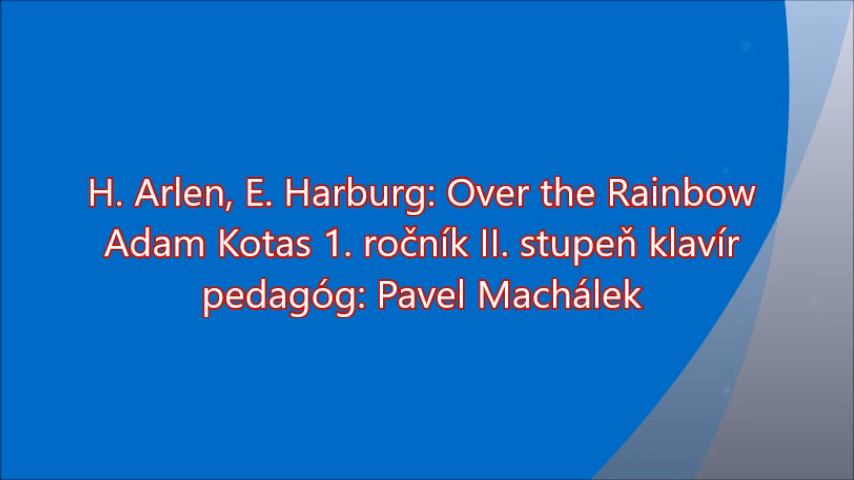 H. Arlen, E. Harburg: Over the Rainbow
Adam Kotas 1. ročník II. stupeň klavír
pedagóg: Pavel Machálek